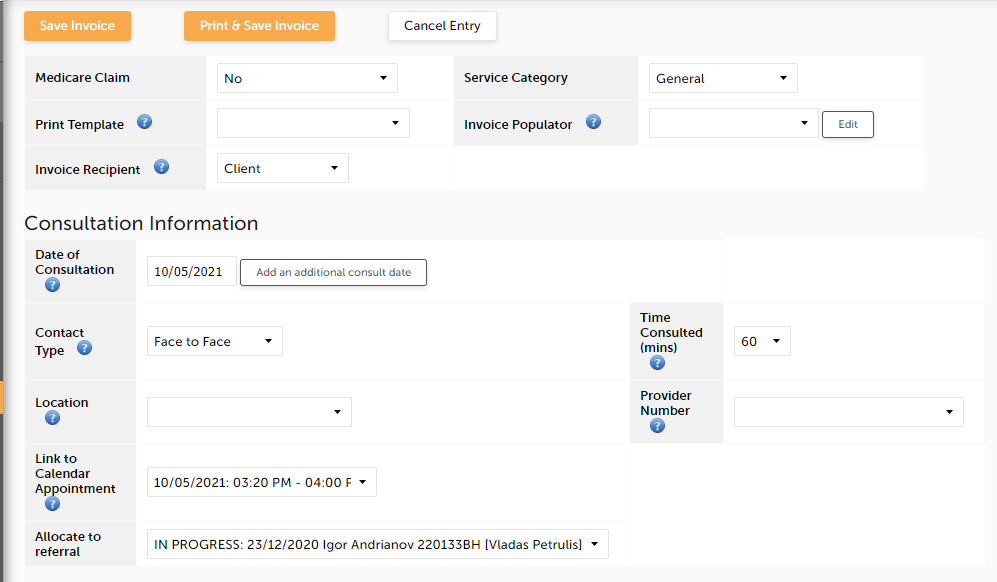 Save Invoice
Print & Save Invoice
Cancel Entry
Medicare Claim
No
Service Category
General
Print Template ?
Invoice Populator ?
Edit
Invoice Recipient ?
Client
Consultation Information
Date of
Consultation
?
10/05/2021
Add an additional consult date
Contact
Type ?
Face to Face
Time
Consulted
(mins)
?
60
Location
?
Provider
Number
?
Link to
Calendar
Appointment
?
10/05/2021: 03:20 PM - 04:00 P
Allocate to
referral
IN PROGRESS: 23/12/2020 Igor Andrianov 220133BH [Vladas Petrulis]